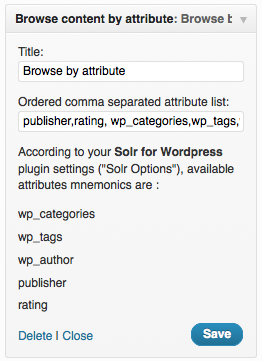 Browse content by attribute: Browse b
Title:
Browse by attribute
Ordered comma separated attribute list:
publisher,rating, wp_categories,wp_tags,
According to your Solr for Wordpress
plugin settings ("Solr Options"), available
attributes mnemonics are :
wp_categories
wp_tags
wp_author
publisher
rating
Delete | Close
Save